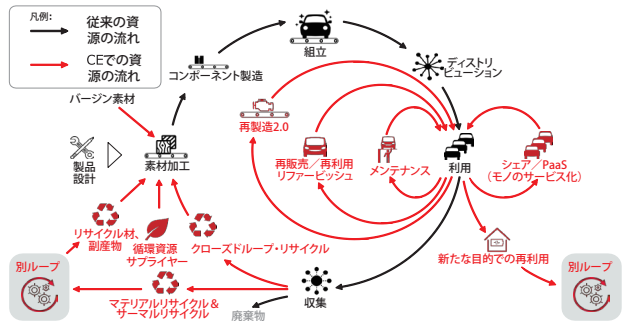 凡例:
従来の資
源の流れ
CEでの資
源の流れ
バージン素材
コンポーネント製造
組立
ディストリ
ビューション
再製造2.0
製品
設計
素材加工
再販売／再利用
リファービッシュ
メンテナンス
利用
シェア／PaaS
（モノのサービス化）
リサイクル材、
副産物
循環資源
サプライヤー
クローズドループ・リサイクル
新たな目的での再利用
別ループ
別ループ
マテリアルリサイクル＆
サーマルリサイクル
収集
廃棄物